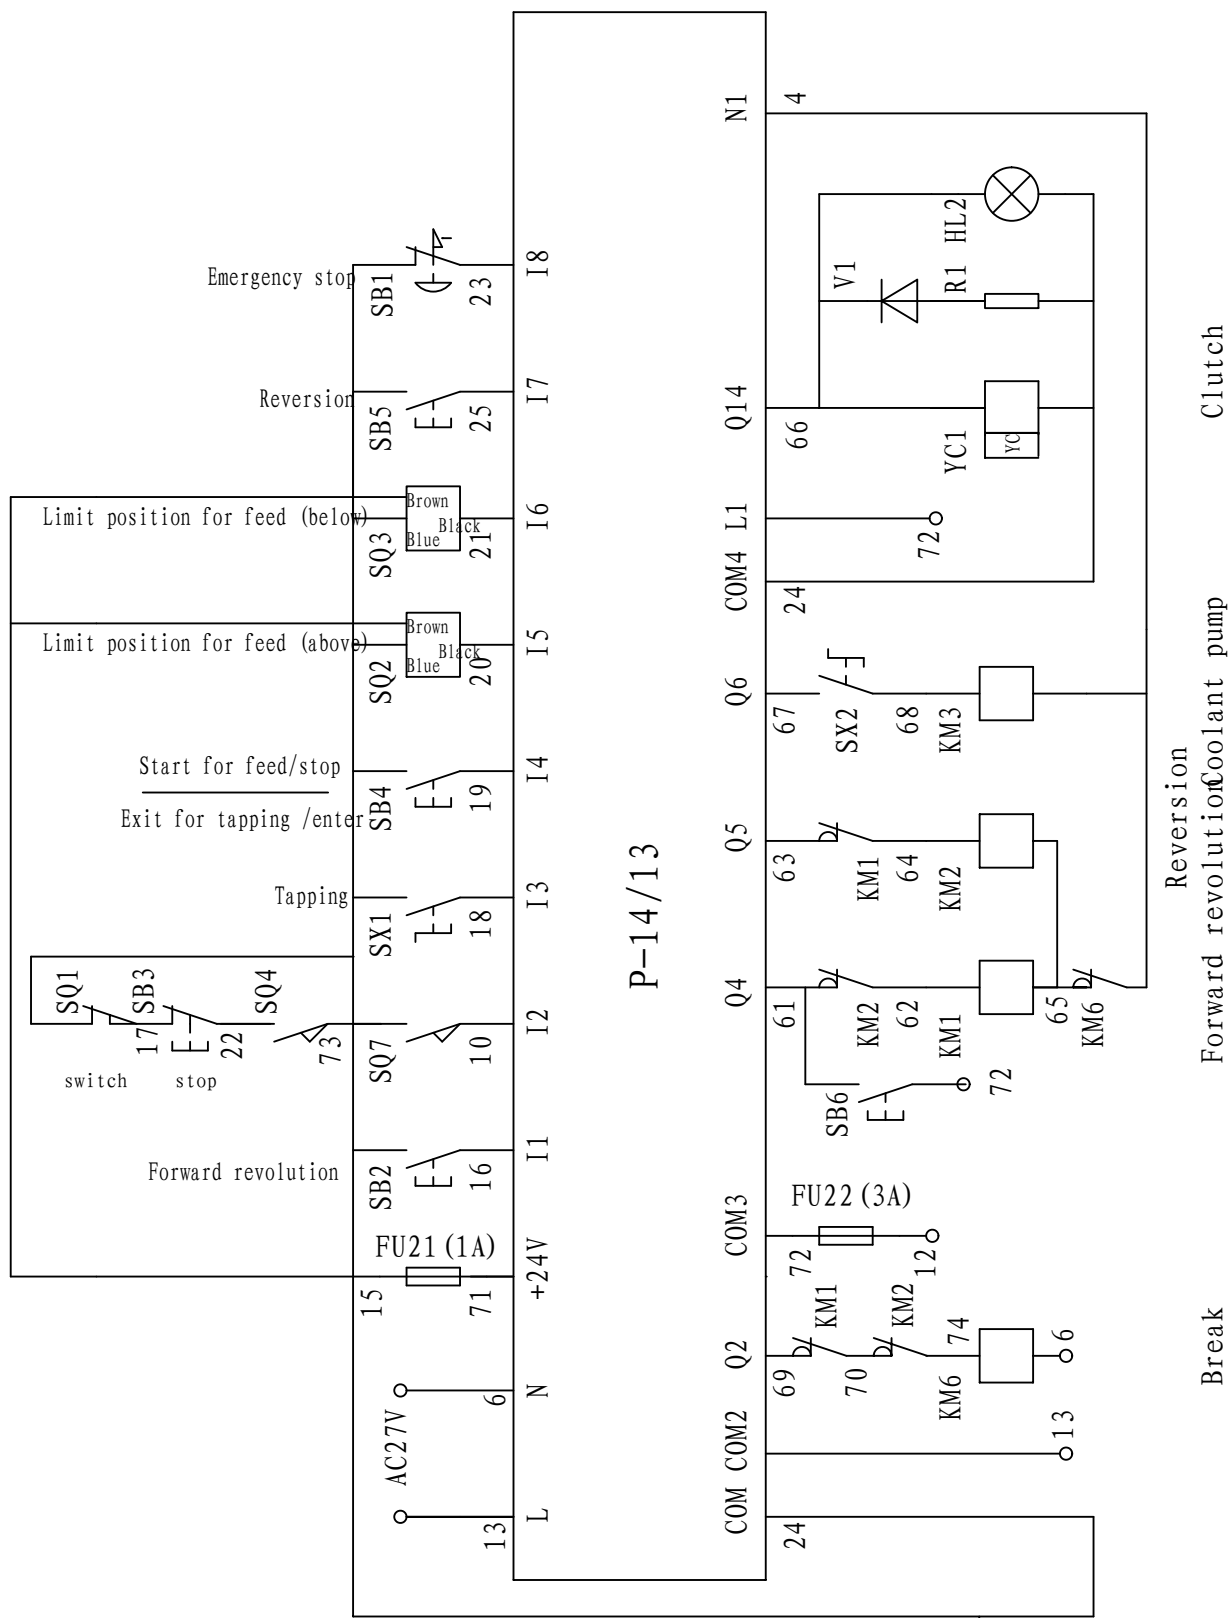 Emergency stop
SB1
23
I8
Reversion
SB5
25
I7
Limit position for feed (below)
SQ3
Brown
Black
Blue
21
I6
Limit position for feed (above)
SQ2
Brown
Black
Blue
20
I5
Start for feed/stop
Exit for tapping /enter
SB4
19
I4
Tapping
SX1
18
I3
SQ1
17
SB3
22
SQ4
73
SQ7
10
I2
switch
stop
Forward revolution
SB2
16
I1
15
FU21(1A)
71
+24V
AC27V
6
N
13
L
P-14/13
N1
4
HL2
V1
R1
Q14
66
YC1
YC
Clutch
L1
72
COM4
24
Q6
67
SX2
68
KM3
Coolant pump
Q5
63
KM1
64
KM2
Reversion
Q4
61
KM2
62
KM1
65
KM6
Forward revolution
SB6
72
COM3
72
FU22(3A)
12
Q2
69
KM1
70
KM2
74
KM6
6
Break
COM2
13
COM
24